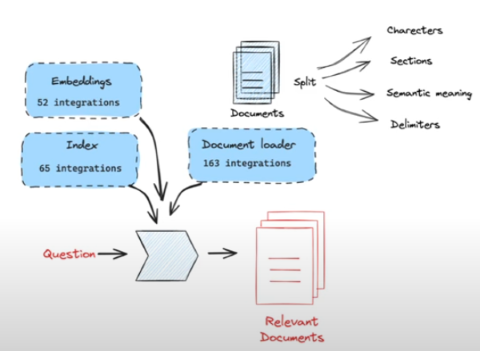 Embeddings
52 integrations
Index
65 integrations
Document loader
163 integrations
Documents
Split
Charecters
Sections
Semantic meaning
Delimiters
Question
Relevant
Documents